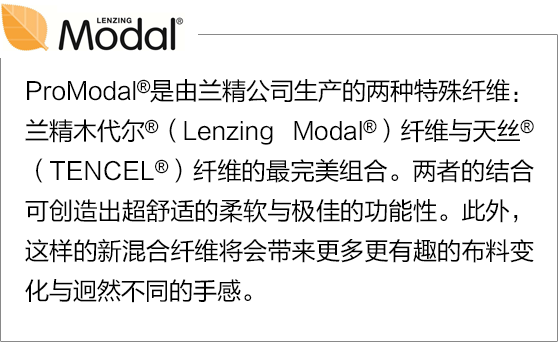 LENZING
Modal®
ProModal®是由兰精公司生产的两种特殊纤维：
兰精木代尔®（Lenzing Modal®）纤维与天丝®
（TENCEL®）纤维的最完美组合。两者的结合
可创造出超舒适的柔软与极佳的功能性。此外，
这样的新混合纤维将会带来更多更有趣的布料变
化与迥然不同的手感。